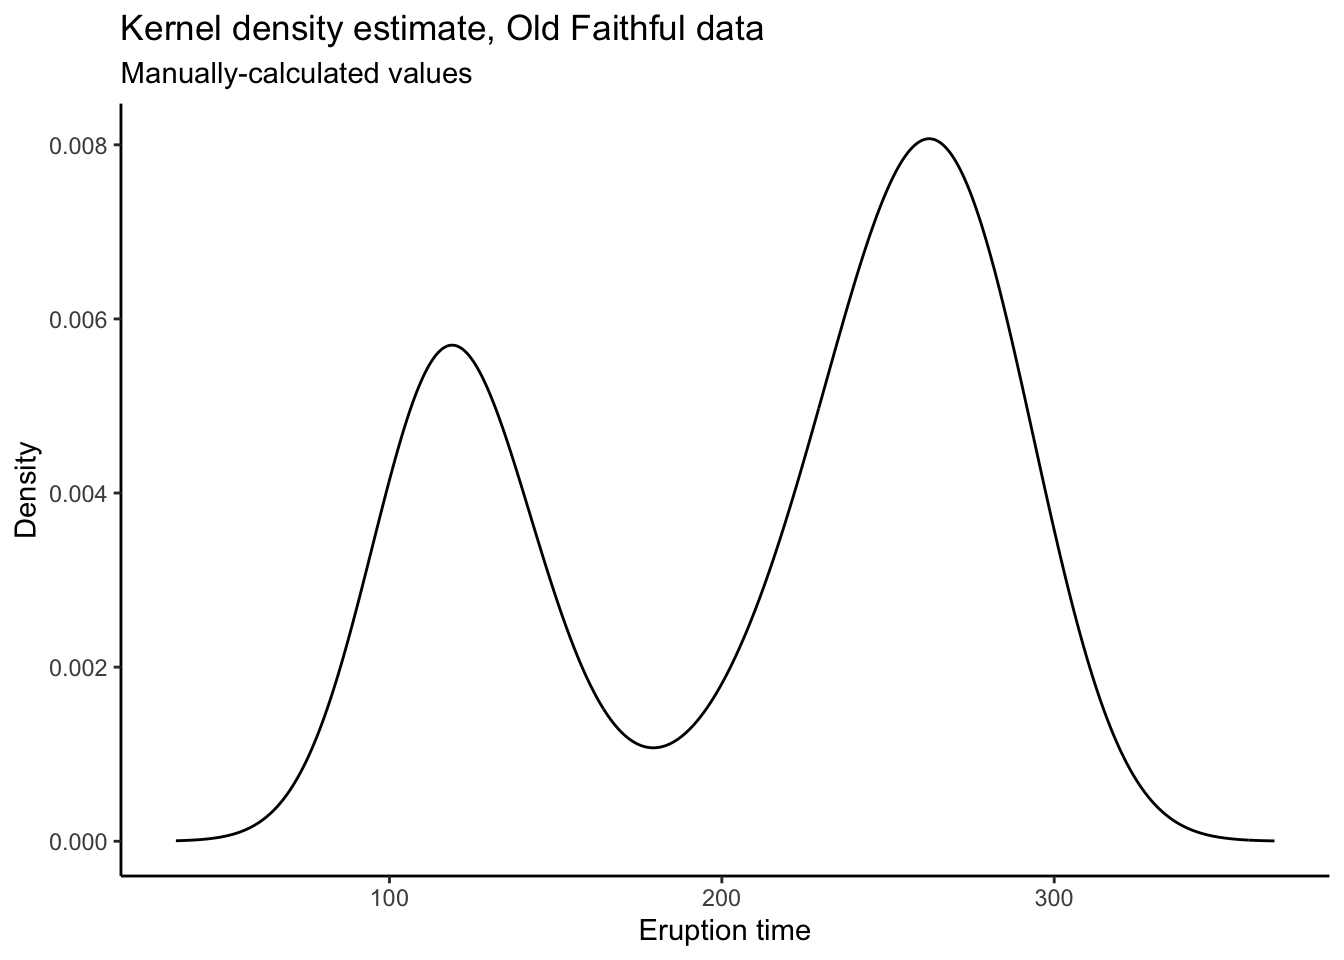 Kernel density estimate, Old Faithful data
Manually-calculated values
0.008
0.006
0.004
0.002
0.000
Density
100 200 300
Eruption time